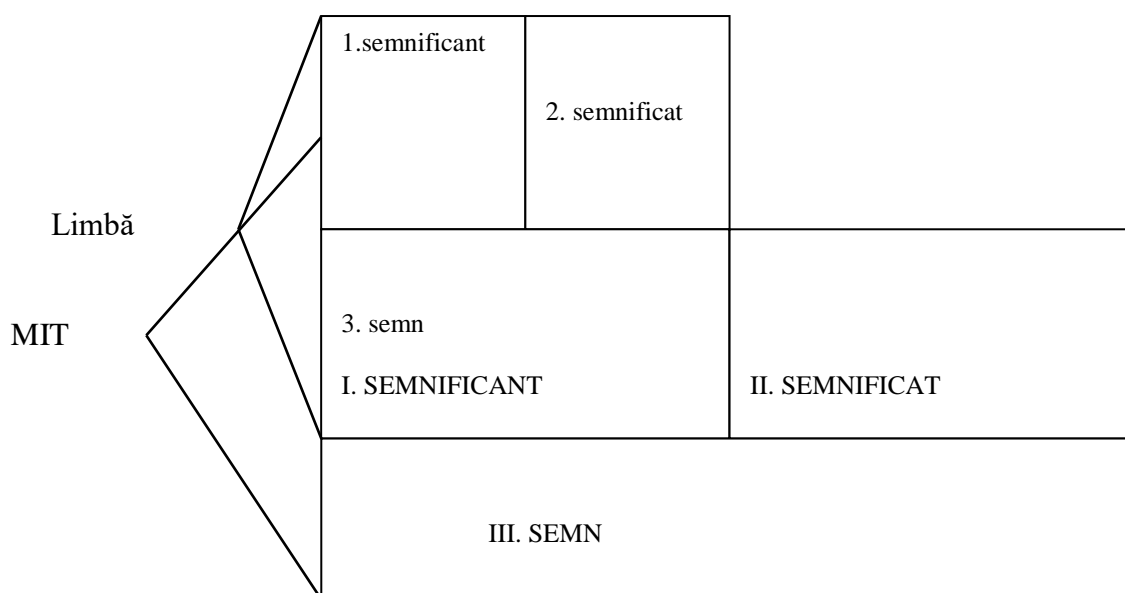 1.semnificant
2. semnificat
Limbă
3. semn
MIT
I. SEMNIFICANT
II. SEMNIFICAT
III. SEMN